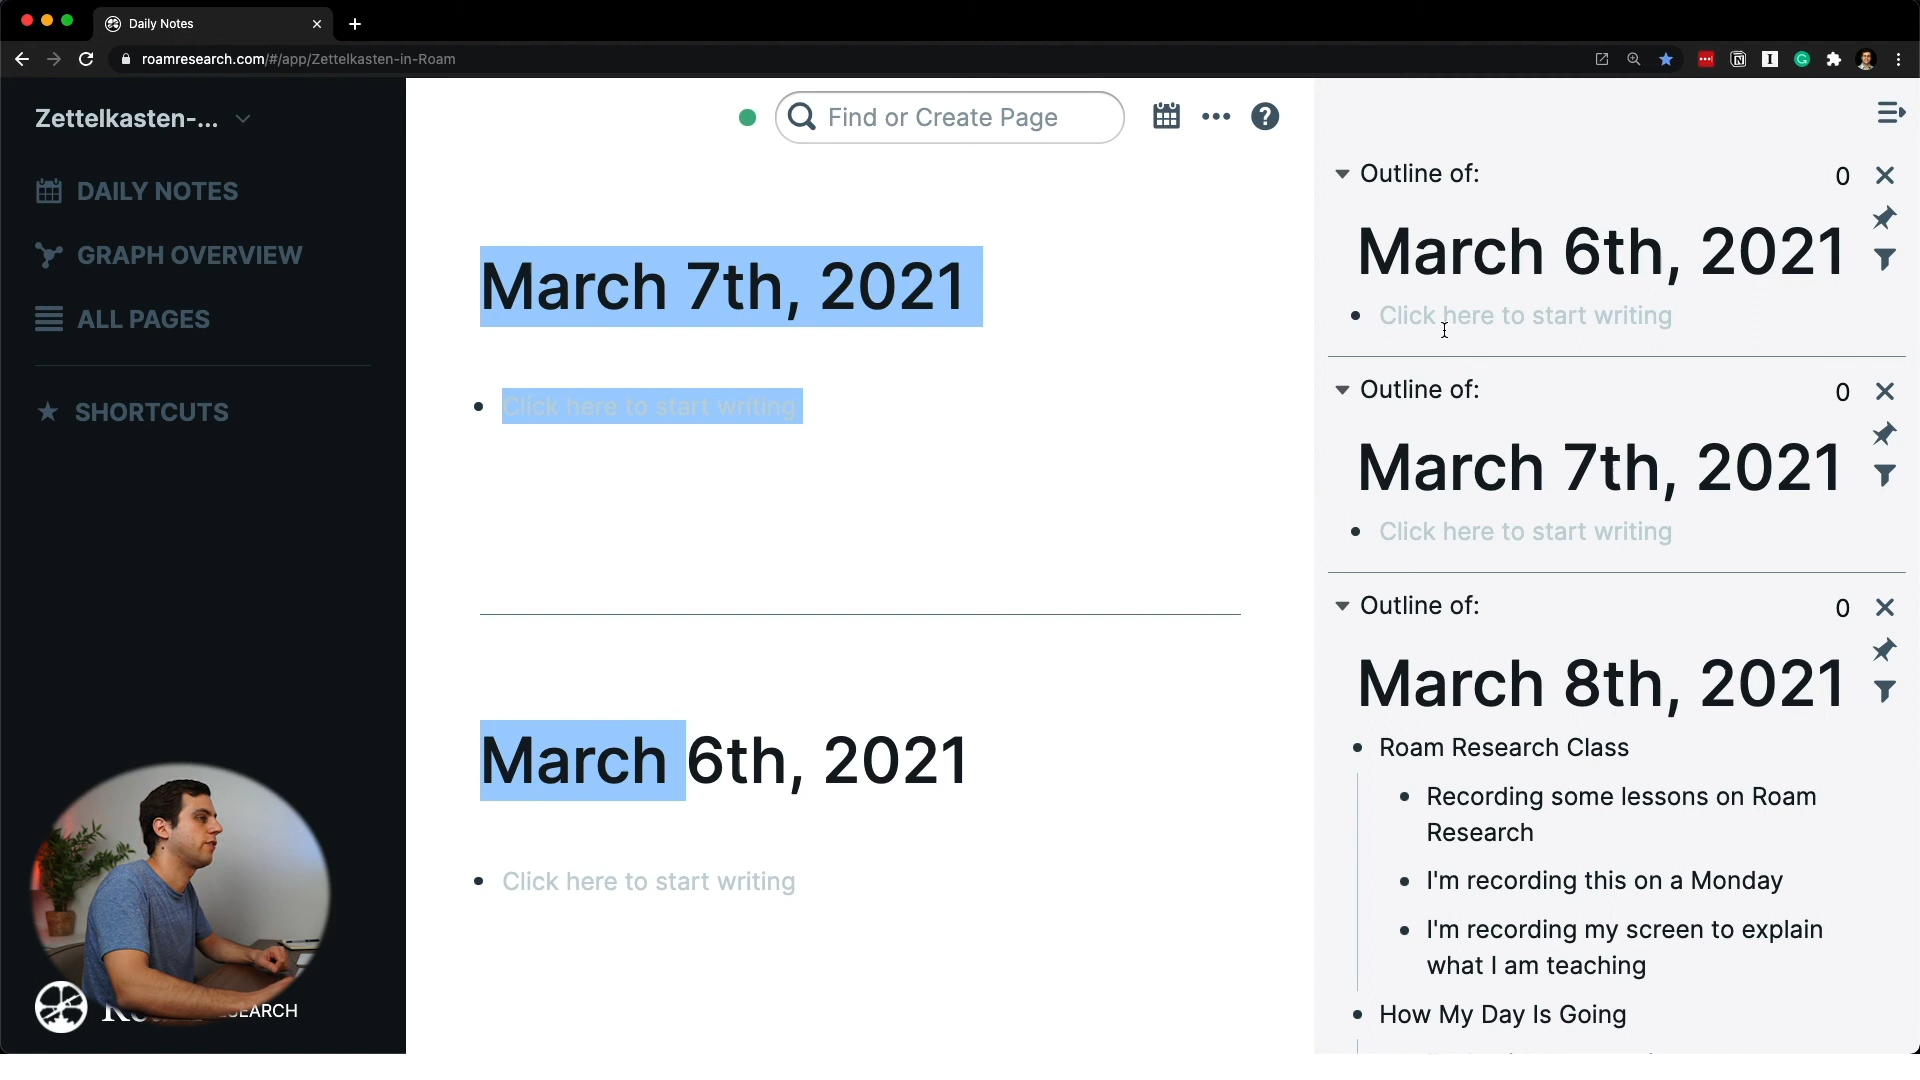 Daily Notes
roamresearch.com/#/app/Zettelkasten-in-Roam
Zettelkasten-...
DAILY NOTES
GRAPH OVERVIEW
ALL PAGES
SHORTCUTS
Find or Create Page
March 7th, 2021
Click here to start writing
March 6th, 2021
Click here to start writing
Outline of:
0
March 6th, 2021
Click here to start writing
Outline of:
0
March 7th, 2021
Click here to start writing
Outline of:
0
March 8th, 2021
Roam Research Class
Recording some lessons on Roam
Research
I'm recording this on a Monday
I'm recording my screen to explain
what I am teaching
How My Day Is Going